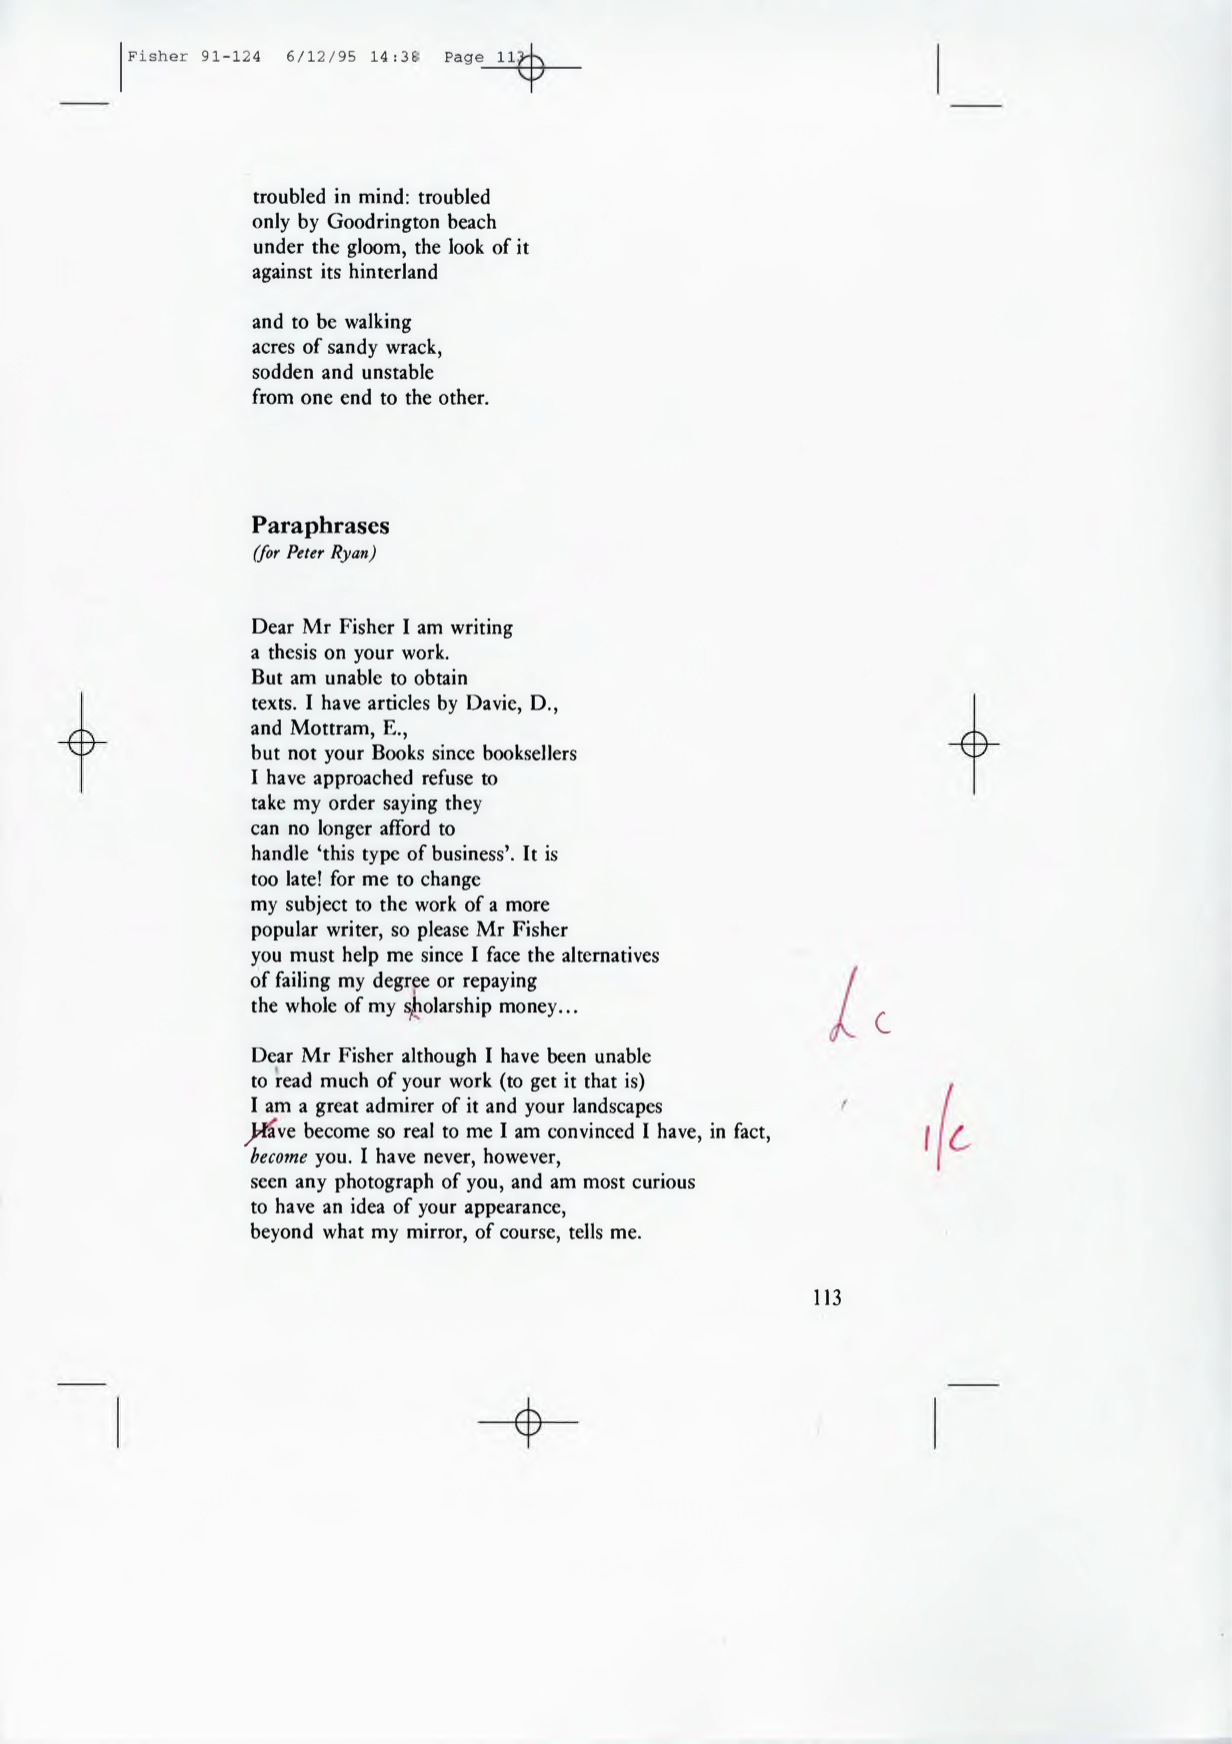 Fisher 91-124 6/12/95 14:38 Page 113
troubled in mind: troubled
only by Goodrington beach
under the gloom, the look of it
against its hinterland
and to be walking
acres of sandy wrack,
sodden and unstable
from one end to the other.
Paraphrases
(for Peter Ryan)
Dear Mr Fisher I am writing
a thesis on your work.
But am unable to obtain
texts. I have articles by Davie, D.,
and Mottram, E.,
but not your Books since booksellers
I have approached refuse to
take my order saying they
can no longer afford to
handle ‘this type of business’. It is
too late! for me to change
my subject to the work of a more
popular writer, so please Mr Fisher
you must help me since I face the alternatives
of failing my degree or repaying
the whole of my sholarship money...
c
Dear Mr Fisher although I have been unable
to read much of your work (to get it that is)
I am a great admirer of it and your landscapes
Have become so real to me I am convinced I have, in fact,
l/c
become you. I have never, however,
seen any photograph of you, and am most curious
to have an idea of your appearance,
beyond what my mirror, of course, tells me.
113